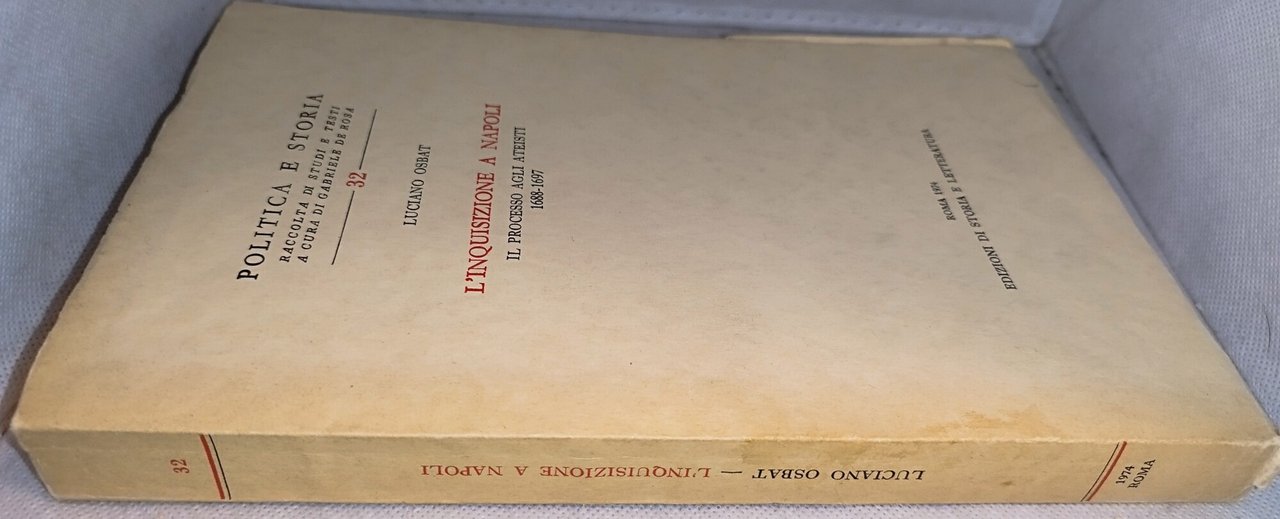 POLITICA E STORIA
RACCOLTA DI STUDI E TESTI
A CURA DI GABRIELE DE ROSA
32
LUCIANO OSBAT
L'INQUISIZIONE A NAPOLI
IL PROCESSO AGLI ATEISTI
1688-1697
ROMA 1974
EDIZIONI DI STORIA E LETTERATURA
32
LUCIANO OSBAT — L'INQUISIZIONE A NAPOLI
1974
ROMA